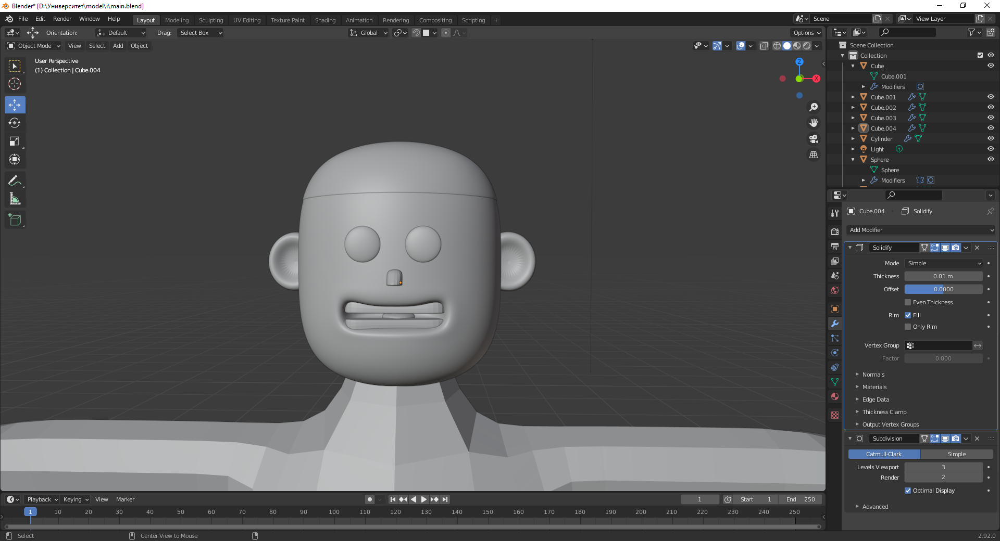 Blender* [D:\Университет\model\i\main.blend]
File Edit Render Window Help
Layout Modeling Sculpting UV Editing Texture Paint Shading Animation Rendering Compositing Scripting +
Scene
View Layer
Orientation: Default Drag: Select Box
Global
Options
Object Mode View Select Add Object
User Perspective
(1) Collection | Cube.004
Z
X
Scene Collection
Collection
Cube
Cube.001
Modifiers
Cube.001
Cube.002
Cube.003
Cube.004
Cylinder
Light
Sphere
Sphere
Modifiers
Cube.004 Solidify
Add Modifier
Solidify
Mode Simple
Thickness 0.01 m
Offset 0.0000
Even Thickness
Rim Fill
Only Rim
Vertex Group
Factor 0.000
Normals
Materials
Edge Data
Thickness Clamp
Output Vertex Groups
Subdivision
Catmull-Clark Simple
Levels Viewport 3
Render 2
Optimal Display
Advanced
Playback Keying View Marker
1
Start 1 End 250
1 10 20 30 40 50 60 70 80 90 100 110 120 130 140 150 160 170 180 190 200 210 220 230 240 250
Select
Center View to Mouse
2.92.0